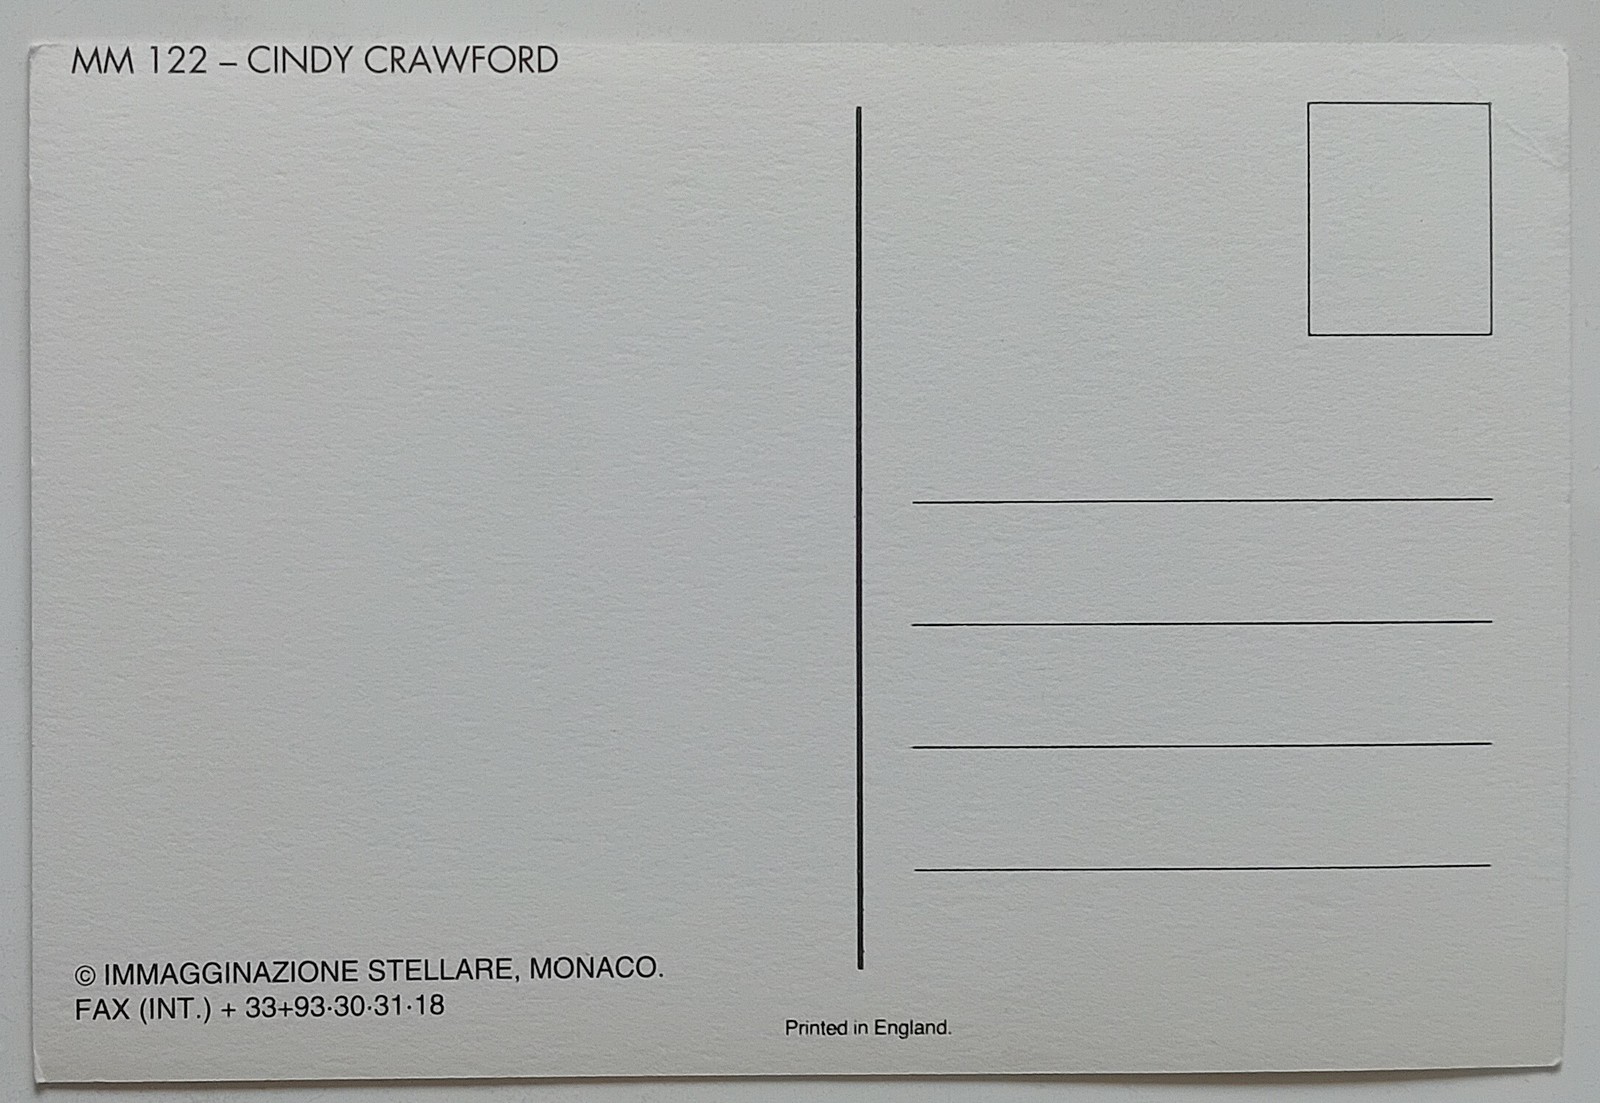 MM 122 – CINDY CRAWFORD
© IMMAGGINAZIONE STELLARE, MONACO.
FAX (INT.) + 33+93·30·31·18
Printed in England.